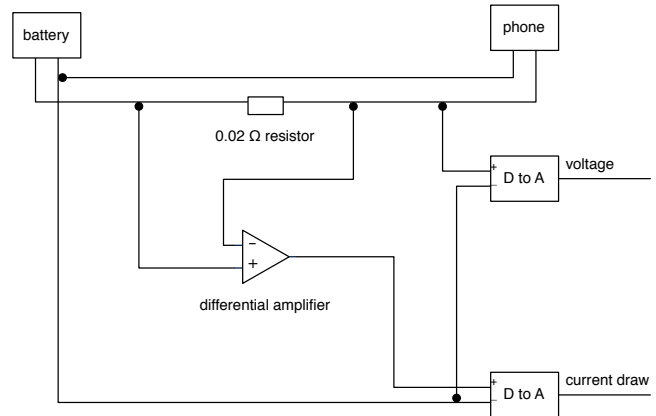 battery
phone
0.02 Ω resistor
voltage
+
D to A
−
−
+
differential amplifier
current draw
+
D to A
−